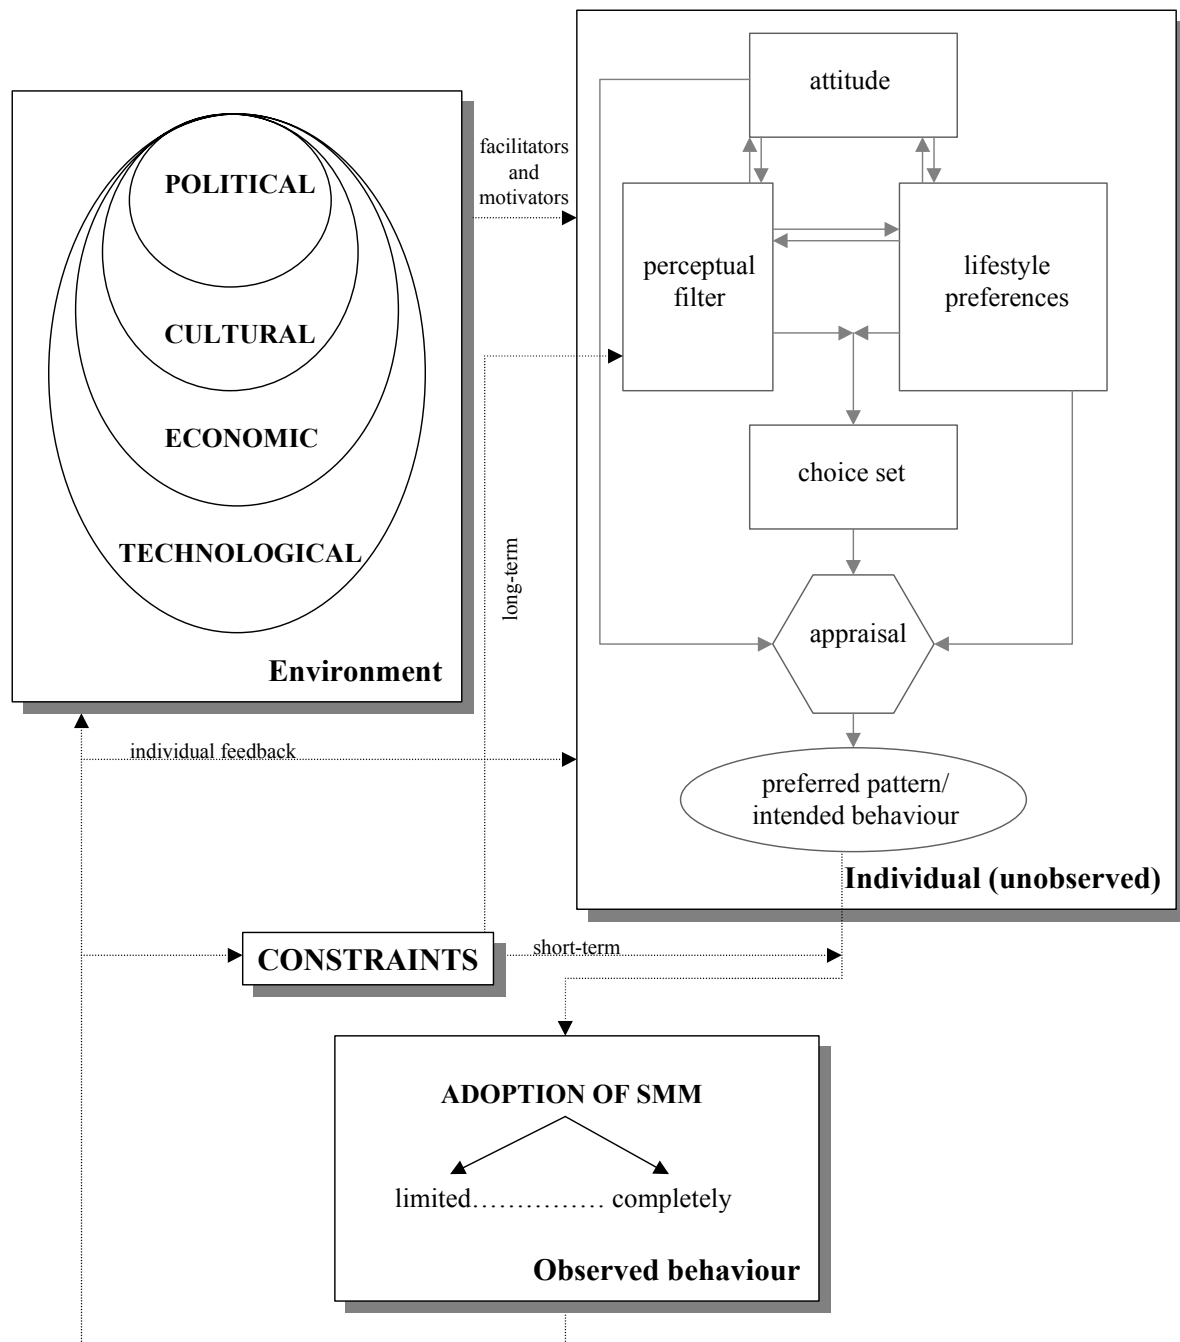 attitude
facilitators
and
motivators
POLITICAL
perceptual
filter
lifestyle
preferences
CULTURAL
ECONOMIC
choice set
TECHNOLOGICAL
long-term
appraisal
Environment
individual feedback
preferred pattern/
intended behaviour
Individual (unobserved)
CONSTRAINTS
short-term
ADOPTION OF SMM
limited…………… completely
Observed behaviour